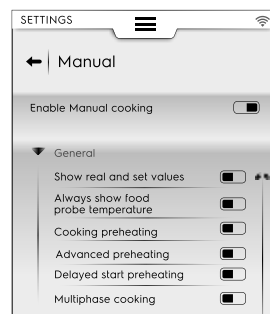 SETTINGS
Manual
Enable Manual cooking
General
Show real and set values
Always show food
probe temperature
Cooking preheating
Advanced preheating
Delayed start preheating
Multiphase cooking